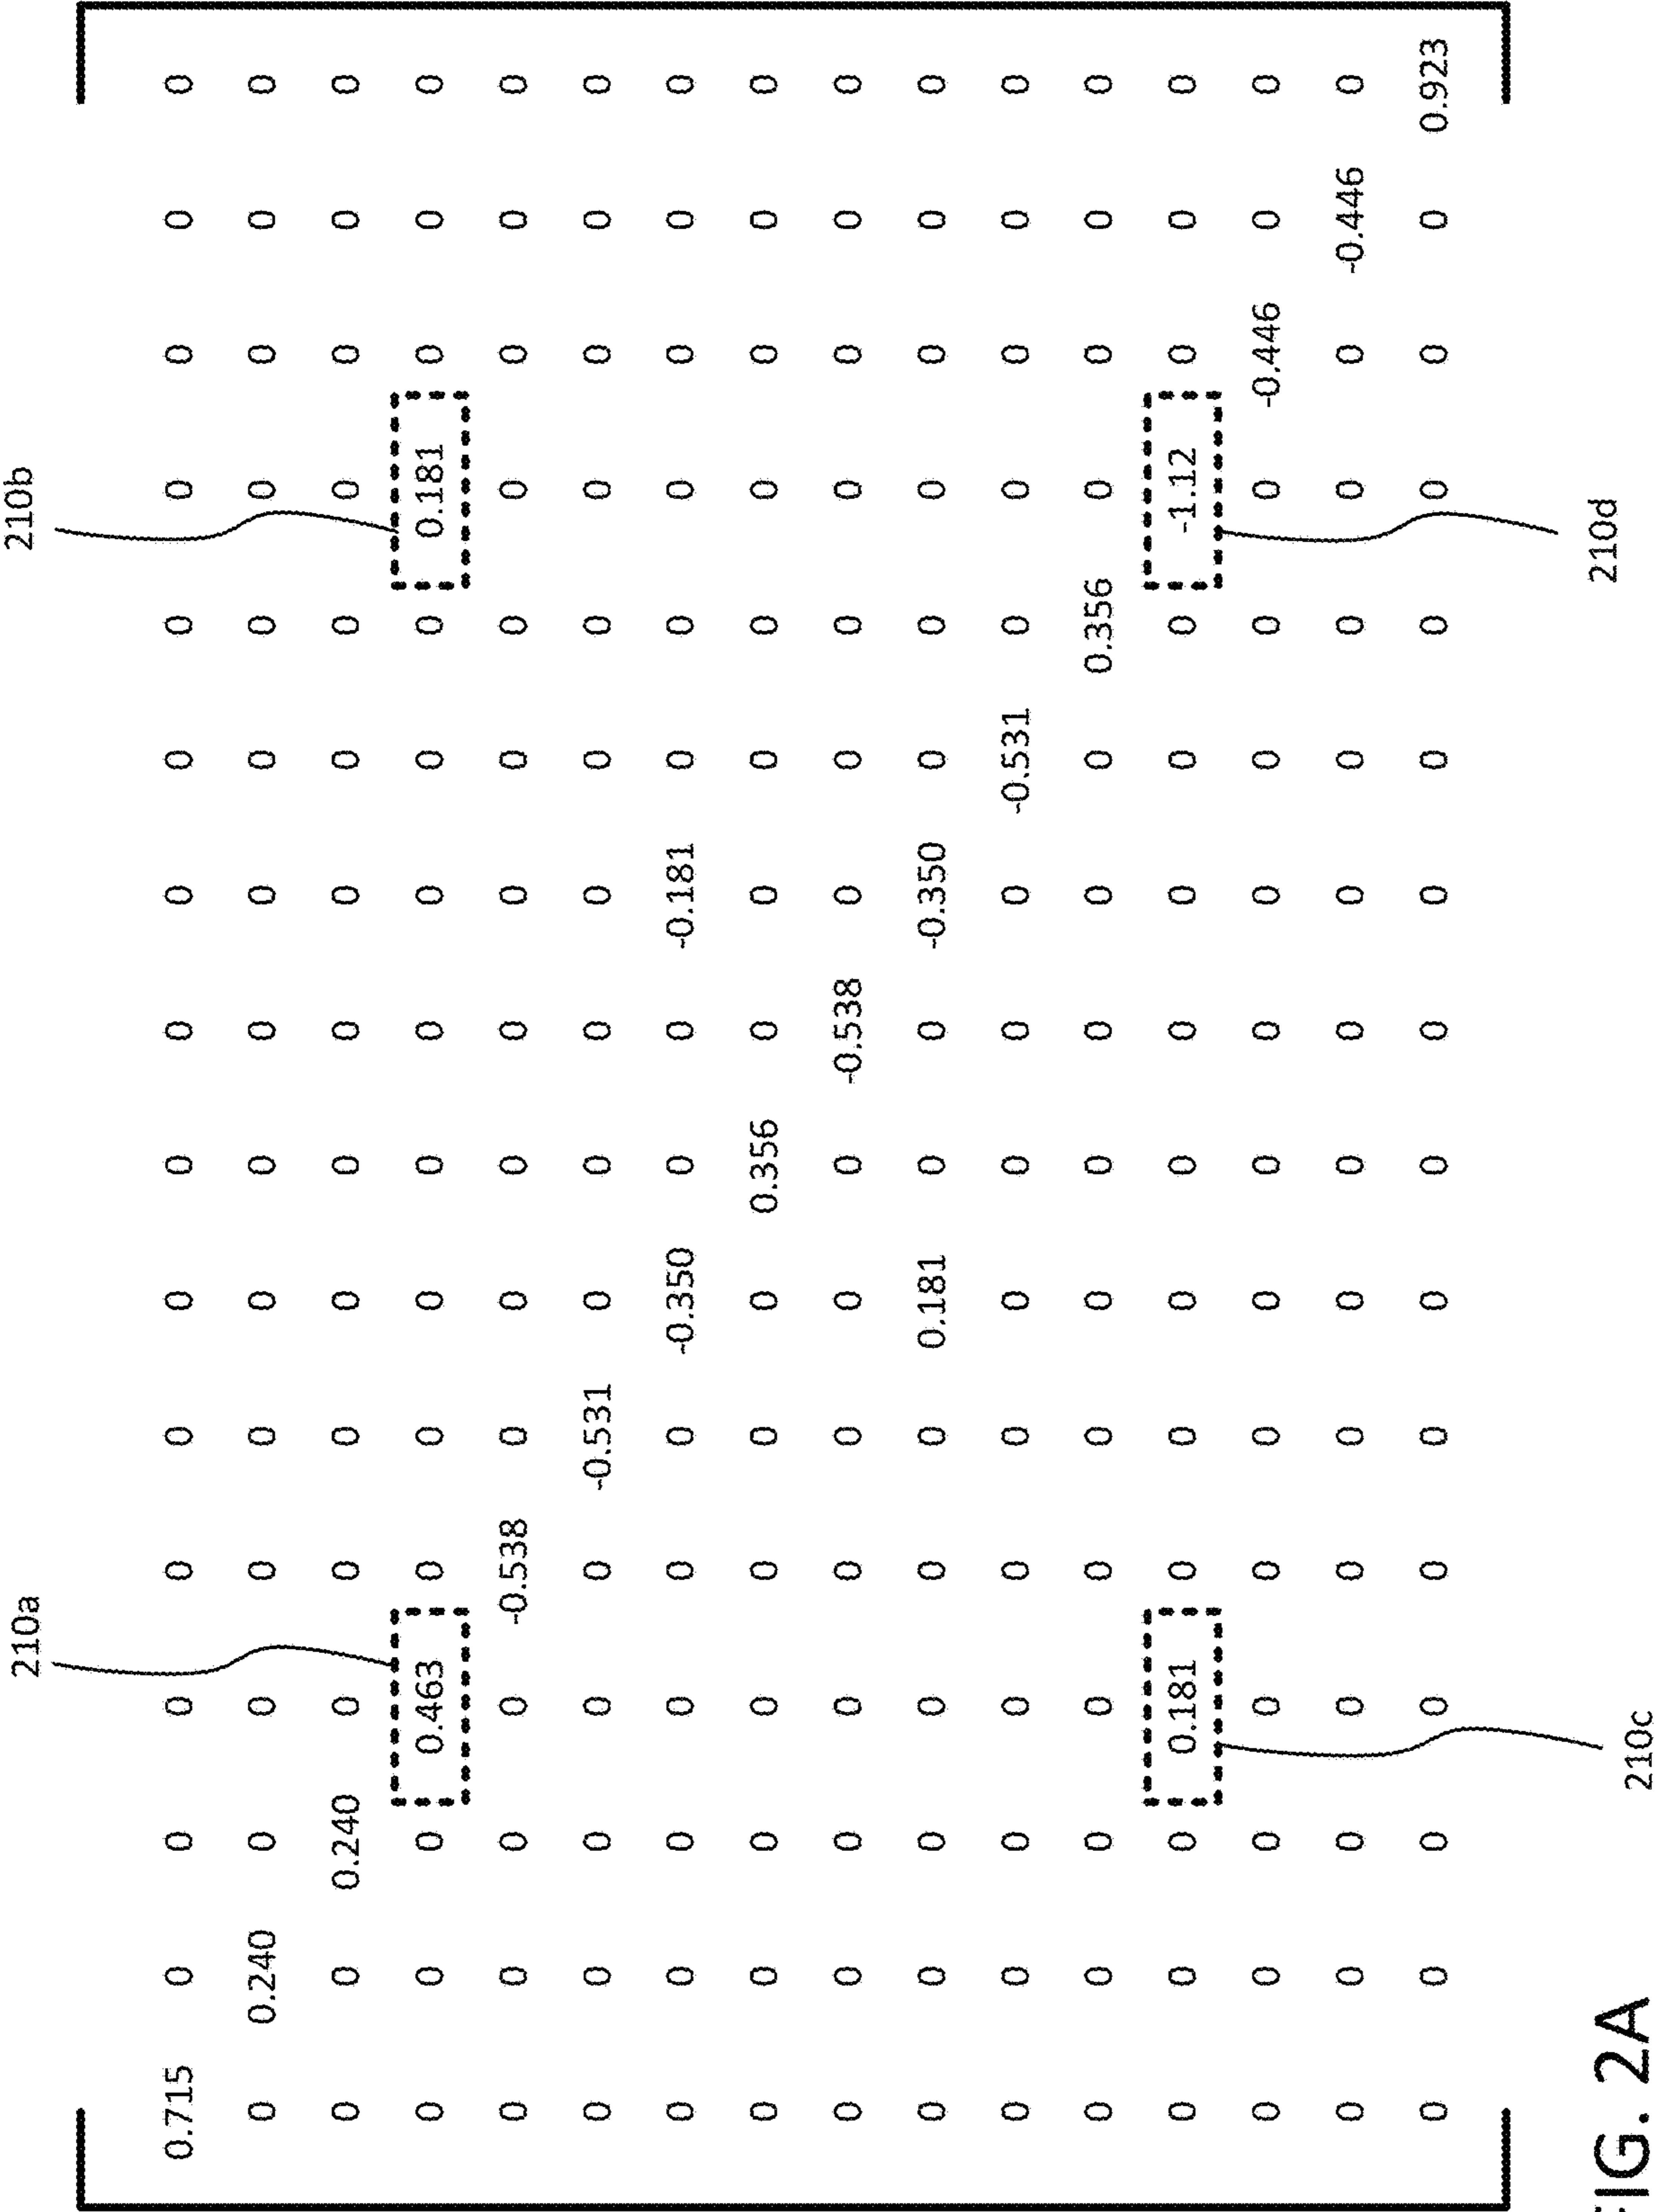 210a 210b
0.715 0 0 0 0 0 0 0 0 0 0 0 0 0 0 0
0 0.240 0 0 0 0 0 0 0 0 0 0 0 0 0 0
0 0 0.240 0 0 0 0 0 0 0 0 0 0 0 0 0
0 0 0 0.463 0 0 0 0 0 0 0 0 0.181 0 0 0
0 0 0 0 -0.538 0 0 0 0 0 0 0 0 0 0 0
0 0 0 0 0 -0.531 0 0 0 0 0 0 0 0 0 0
0 0 0 0 0 0 -0.350 0 0 -0.181 0 0 0 0 0 0
0 0 0 0 0 0 0 0.356 0 0 0 0 0 0 0 0
0 0 0 0 0 0 0 0 -0.538 0 0 0 0 0 0 0
0 0 0 0 0 0 0.181 0 0 -0.350 0 0 0 0 0 0
0 0 0 0 0 0 0 0 0 0 -0.531 0 0 0 0 0
0 0 0 0 0 0 0 0 0 0 0 0.356 0 0 0 0
0 0 0 0.181 0 0 0 0 0 0 0 0 -1.12 0 0 0
0 0 0 0 0 0 0 0 0 0 0 0 0 -0.446 0 0
0 0 0 0 0 0 0 0 0 0 0 0 0 0 -0.446 0
0 0 0 0 0 0 0 0 0 0 0 0 0 0 0 0.923
210c 210d
FIG. 2A